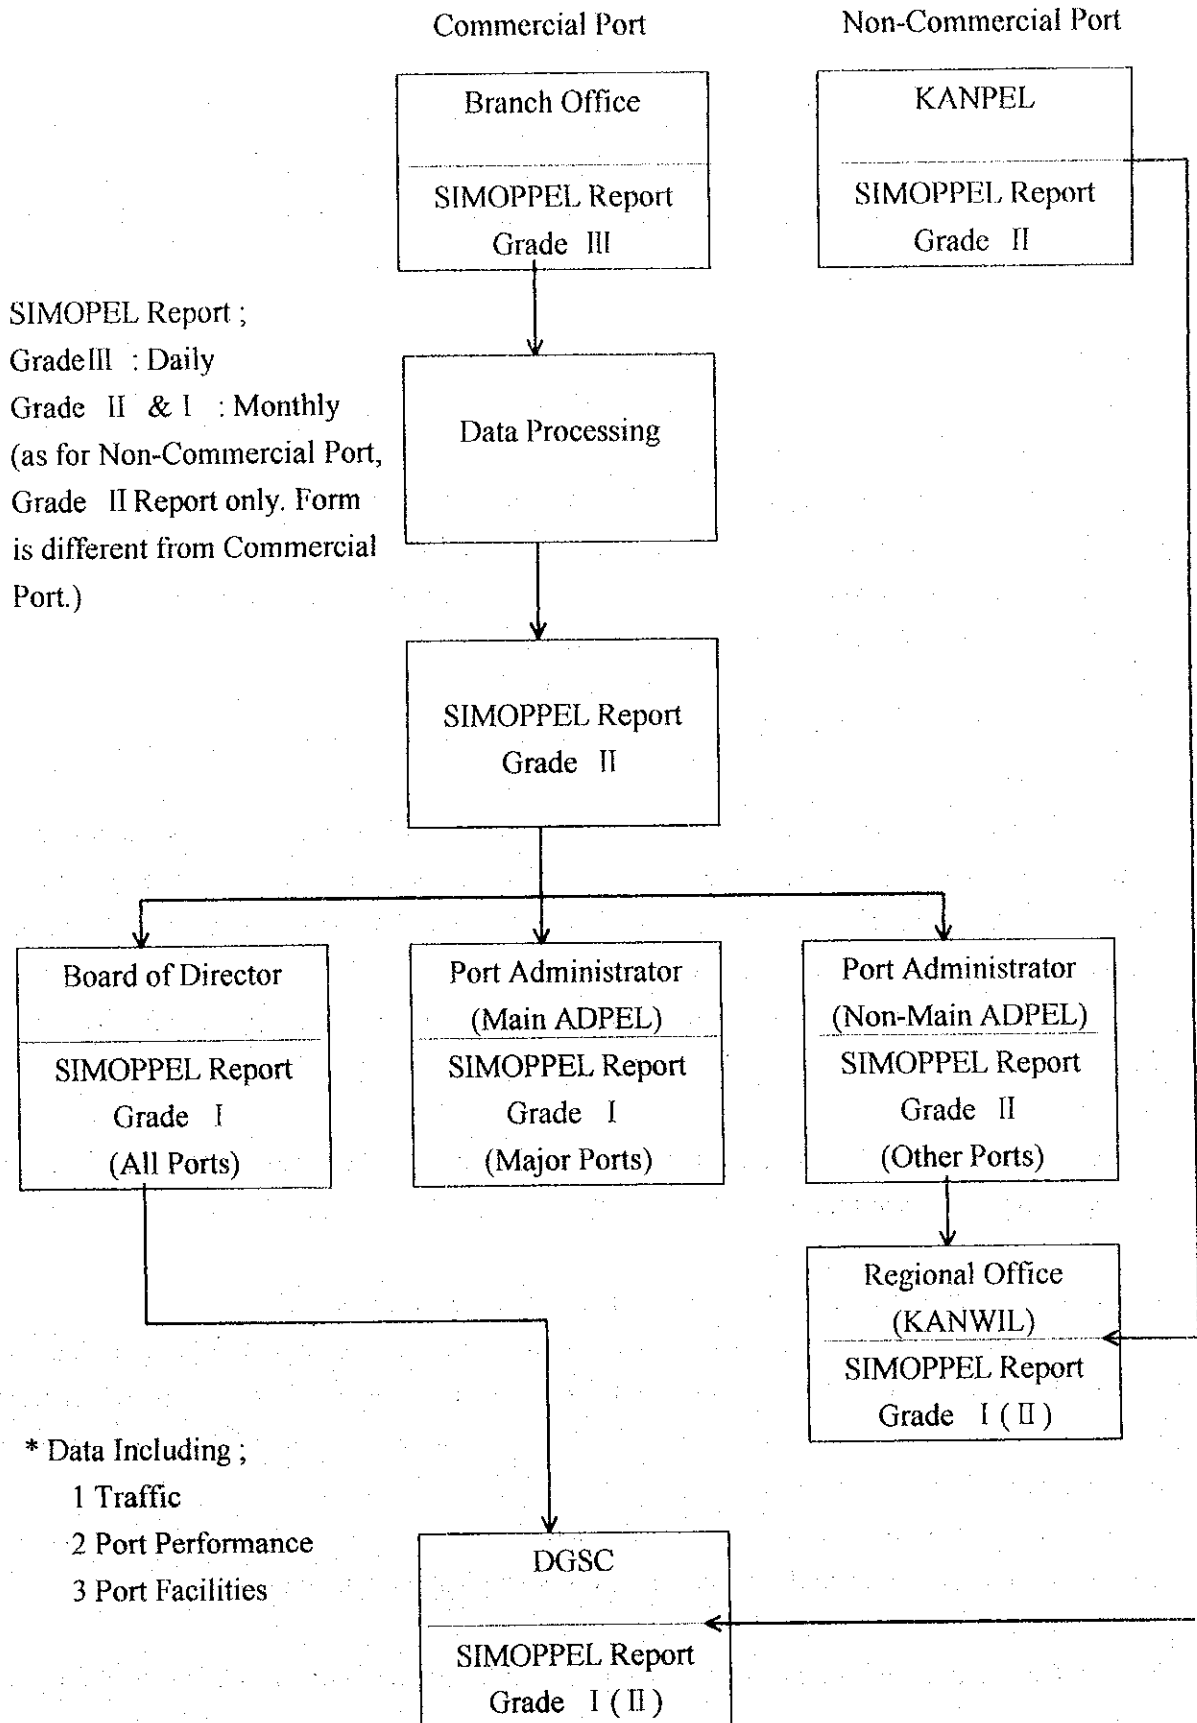 Commercial Port
Non-Commercial Port
Branch Office
SIMOPPEL Report
Grade III
KANPEL
SIMOPPEL Report
Grade II
SIMOPEL Report ;
Grade III : Daily
Grade II & I : Monthly
(as for Non-Commercial Port,
Grade II Report only. Form
is different from Commercial
Port.)
Data Processing
SIMOPPEL Report
Grade II
Board of Director
SIMOPPEL Report
Grade I
(All Ports)
Port Administrator
(Main ADPEL)
SIMOPPEL Report
Grade I
(Major Ports)
Port Administrator
(Non-Main ADPEL)
SIMOPPEL Report
Grade II
(Other Ports)
Regional Office
(KANWIL)
SIMOPPEL Report
Grade I ( II )
* Data Including ;
1 Traffic
2 Port Performance
3 Port Facilities
DGSC
SIMOPPEL Report
Grade I ( II )